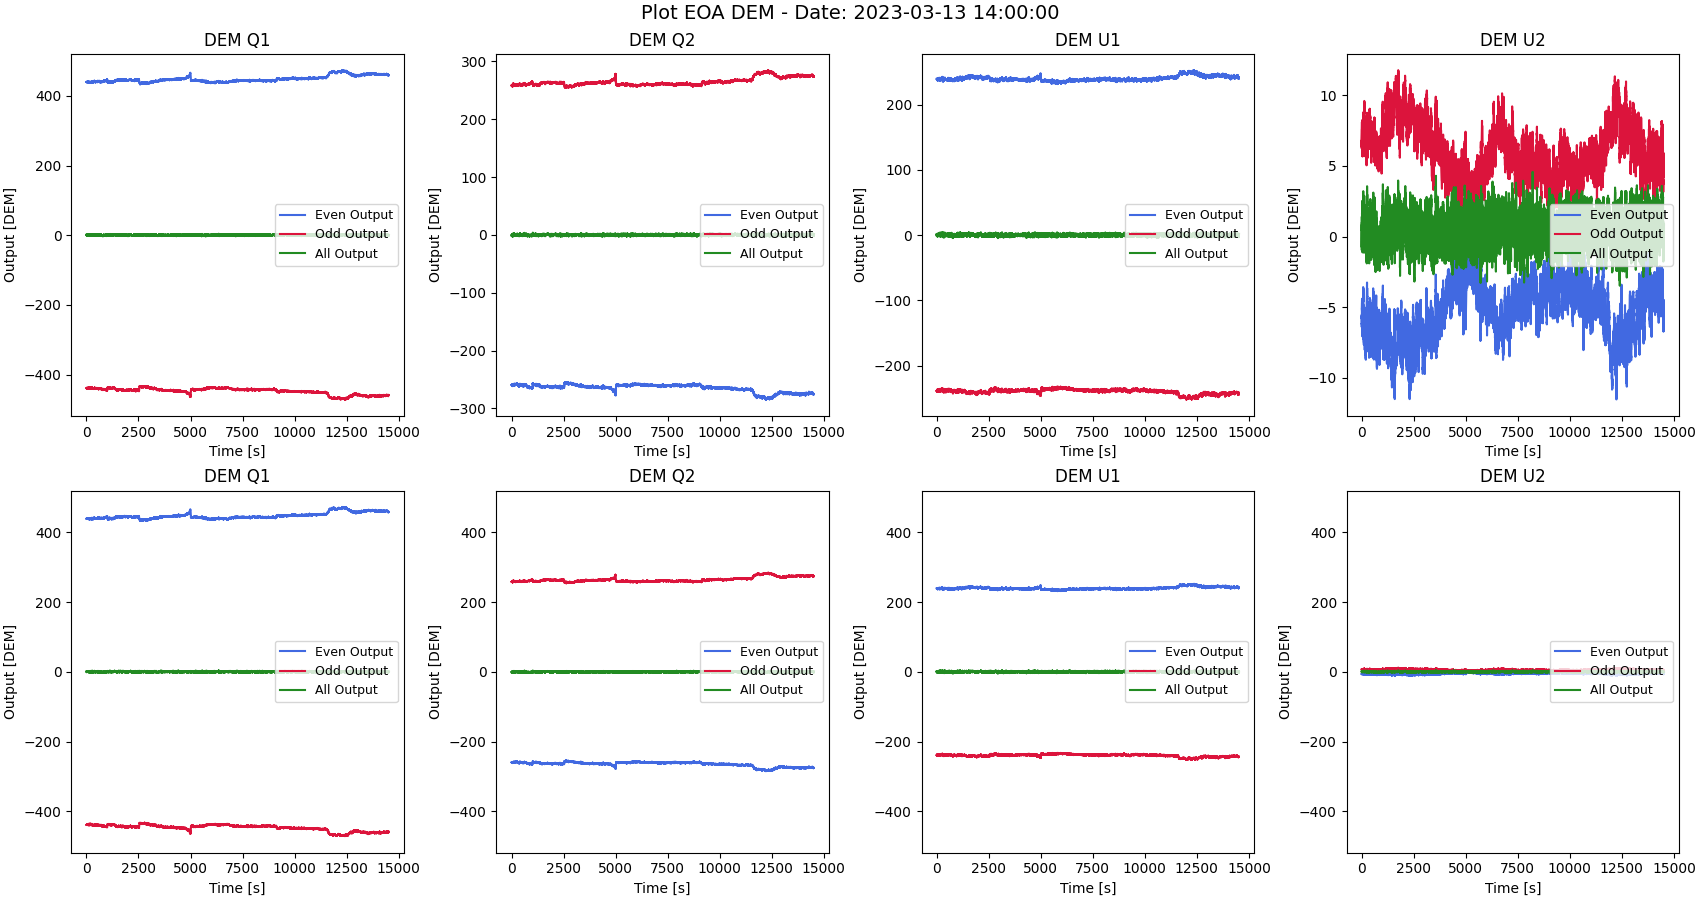 Plot EOA DEM - Date: 2023-03-13 14:00:00
DEM Q1
DEM Q2
DEM U1
DEM U2
Output [DEM]
400
200
0
−200
−400
Even Output
Odd Output
All Output
0 2500 5000 7500 10000 12500 15000
Time [s]
Output [DEM]
300
200
100
0
−100
−200
−300
Even Output
Odd Output
All Output
0 2500 5000 7500 10000 12500 15000
Time [s]
Output [DEM]
200
100
0
−100
−200
Even Output
Odd Output
All Output
0 2500 5000 7500 10000 12500 15000
Time [s]
Output [DEM]
10
5
0
−5
−10
Even Output
Odd Output
All Output
0 2500 5000 7500 10000 12500 15000
Time [s]
DEM Q1
DEM Q2
DEM U1
DEM U2
Output [DEM]
400
200
0
−200
−400
Even Output
Odd Output
All Output
0 2500 5000 7500 10000 12500 15000
Time [s]
Output [DEM]
400
200
0
−200
−400
Even Output
Odd Output
All Output
0 2500 5000 7500 10000 12500 15000
Time [s]
Output [DEM]
400
200
0
−200
−400
Even Output
Odd Output
All Output
0 2500 5000 7500 10000 12500 15000
Time [s]
Output [DEM]
400
200
0
−200
−400
Even Output
Odd Output
All Output
0 2500 5000 7500 10000 12500 15000
Time [s]